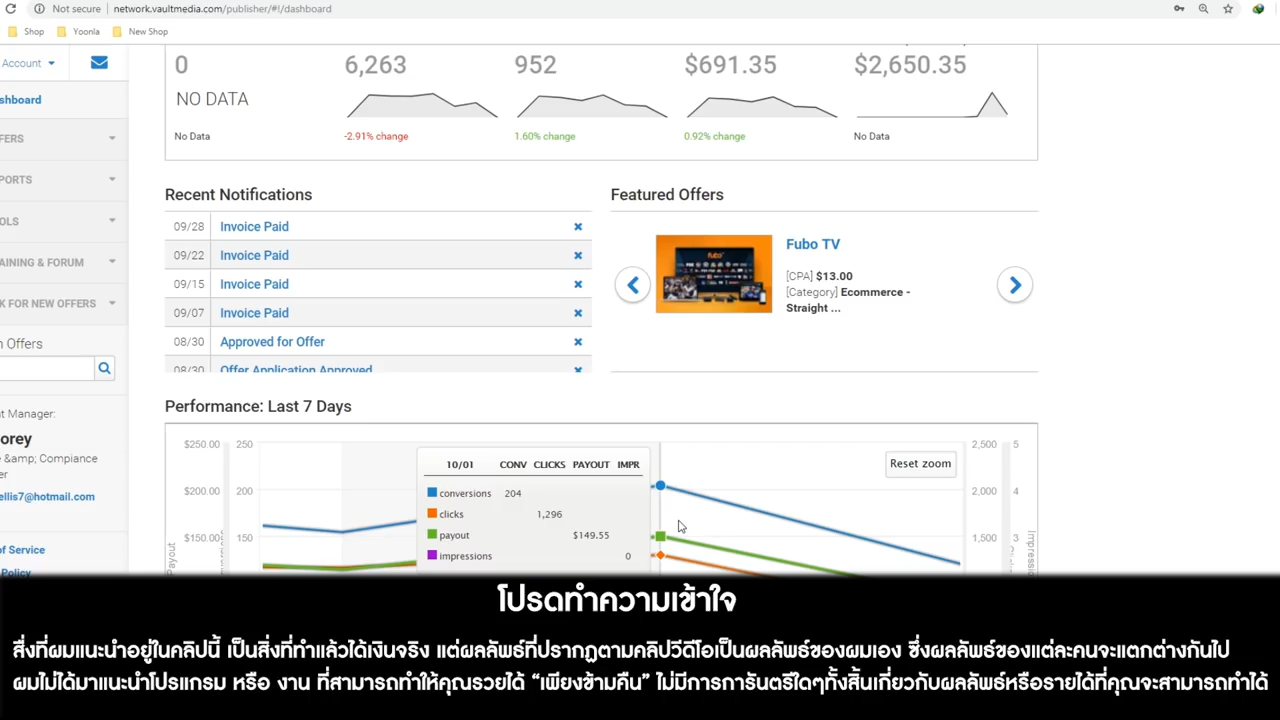 Not secure
network.vaultmedia.com/publisher/#!/dashboard
Shop
Yoonla
New Shop
Account
0
6,263
952
$691.35
$2,650.35
NO DATA
No Data
-2.91% change
1.60% change
0.92% change
No Data
shboard
FERS
PORTS
OLS
AINING & FORUM
K FOR NEW OFFERS
n Offers
nt Manager:
orey
e &amp; Compiance
er
ellis7@hotmail.com
of Service
Policy
Recent Notifications
09/28 Invoice Paid
09/22 Invoice Paid
09/15 Invoice Paid
09/07 Invoice Paid
08/30 Approved for Offer
08/30 Offer Application Approved
Featured Offers
fubo
Fubo TV
[CPA] $13.00
[Category] Ecommerce -
Straight ...
Performance: Last 7 Days
$250.00 250
$200.00 200
$150.00 150
Payout
10/01 CONV CLICKS PAYOUT IMPR
conversions 204
clicks 1,296
payout $149.55
impressions 0
Reset zoom
2,500 5
2,000 4
1,500 3
โปรดทำความเข้าใจ
สิ่งที่ผมแนะนำอยู่ในคลิปนี้ เป็นสิ่งที่ทำแล้วได้เงินจริง แต่ผลลัพธ์ที่ปรากฏตามคลิปวีดีโอเป็นผลลัพธ์ของผมเอง ซึ่งผลลัพธ์ของแต่ละคนจะแตกต่างกันไป
ผมไม่ได้มาแนะนำโปรแกรม หรือ งาน ที่สามารถทำให้คุณรวยได้ “เพียงข้ามคืน” ไม่มีการการันตรีใดๆทั้งสิ้นเกี่ยวกับผลลัพธ์หรือรายได้ที่คุณจะสามารถทำได้